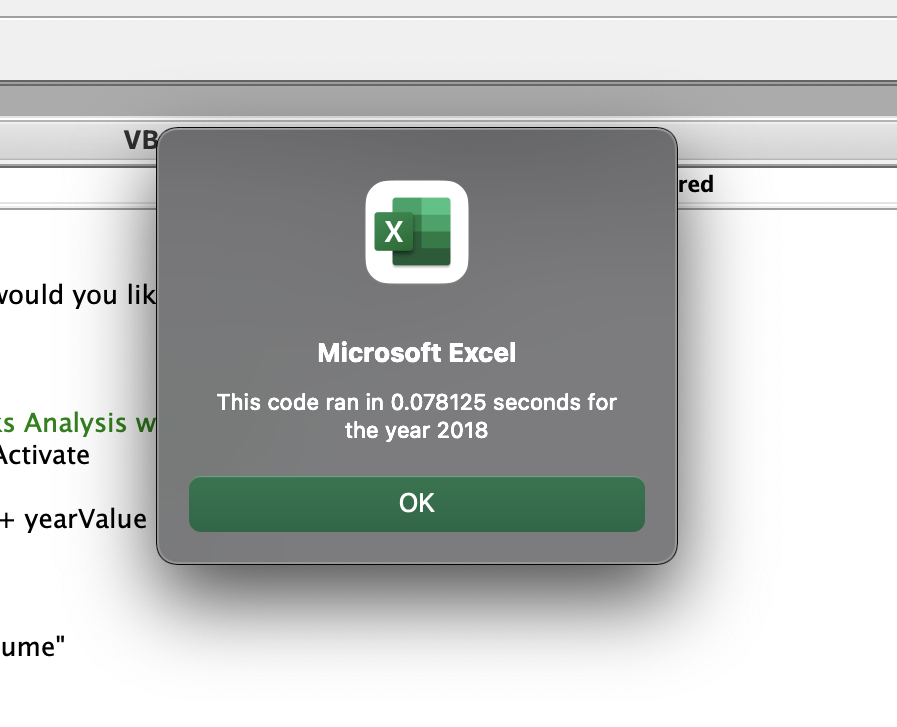 VB
red
would you lik
X
Microsoft Excel
This code ran in 0.078125 seconds for
the year 2018
ks Analysis w
Activate
OK
+ yearValue
ume"